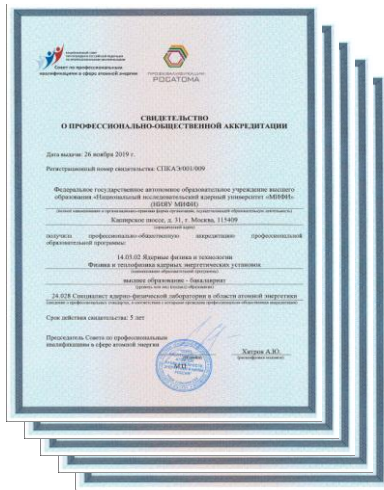 Совет по профессиональным
квалификациям в сфере атомной энергии
РОСАТОМА
СВИДЕТЕЛЬСТВО
О ПРОФЕССИОНАЛЬНО-ОБЩЕСТВЕННОЙ АККРЕДИТАЦИИ
Дата выдачи: 26 ноября 2019 г.
Регистрационный номер свидетельства: СПКАЭ/001/009
Федеральное государственное автономное образовательное учреждение высшего
образования «Национальный исследовательский ядерный университет «МИФИ»
(НИЯУ МИФИ)
Каширское шоссе, д. 31, г. Москва, 115409
получила профессионально-общественную аккредитацию профессиональной
образовательной программы:
14.03.02 Ядерные физика и технологии
Физика и теплофизика ядерных энергетических установок
высшее образование - бакалавриат
24.028 Специалист ядерно-физической лаборатории в области атомной энергетики
Срок действия свидетельства: 5 лет
Председатель Совета по профессиональным
квалификациям в сфере атомной энергии
Хитров А.Ю.
М.П.